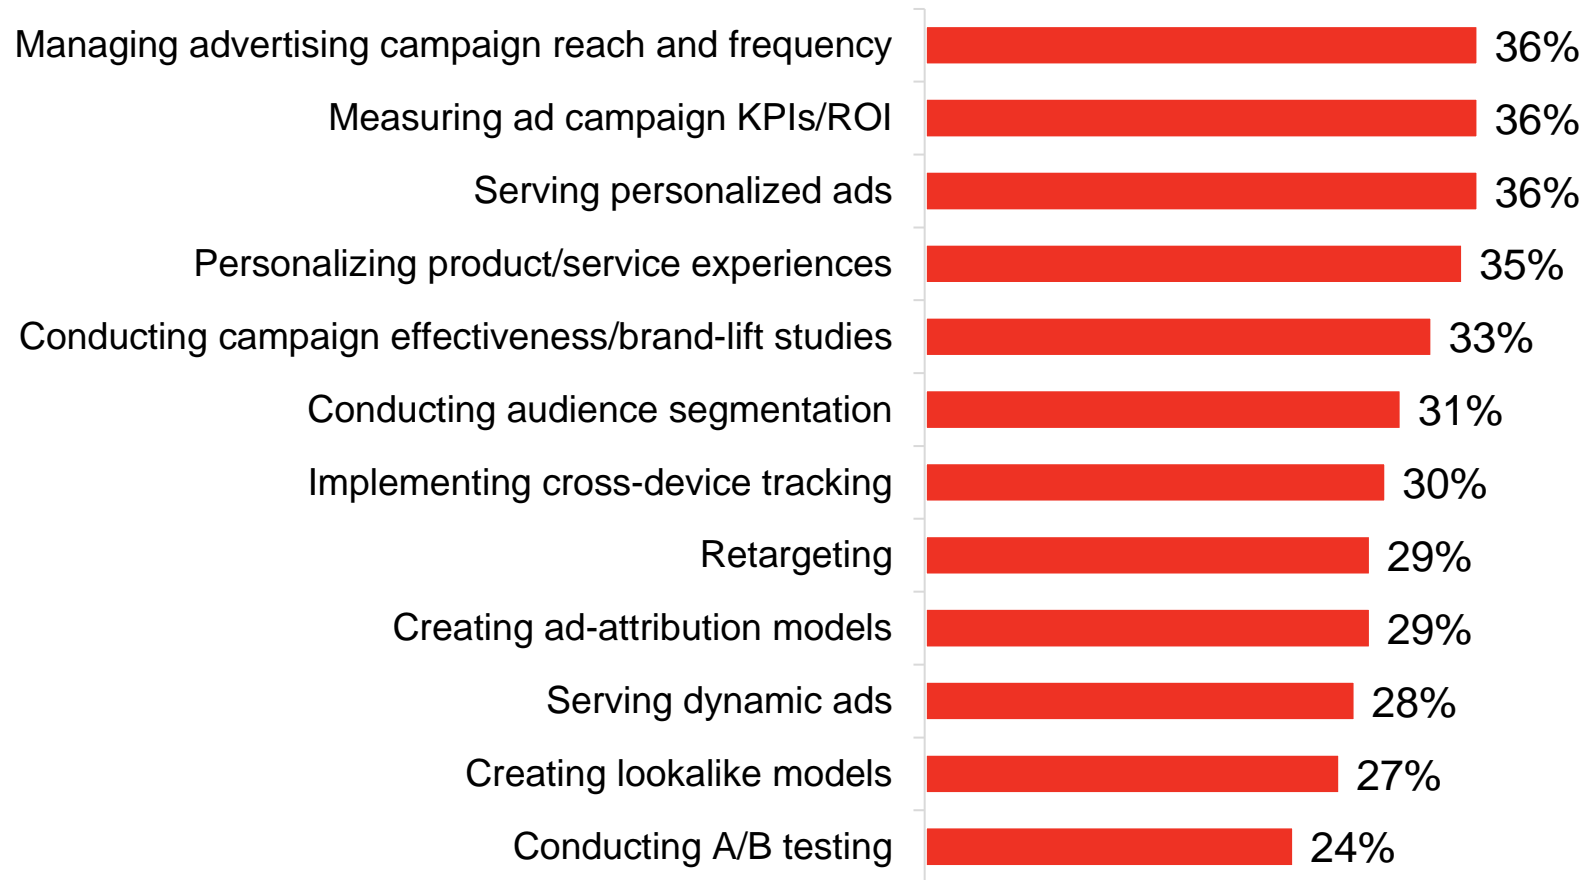 Managing advertising campaign reach and frequency 36%
Measuring ad campaign KPIs/ROI 36%
Serving personalized ads 36%
Personalizing product/service experiences 35%
Conducting campaign effectiveness/brand-lift studies 33%
Conducting audience segmentation 31%
Implementing cross-device tracking 30%
Retargeting 29%
Creating ad-attribution models 29%
Serving dynamic ads 28%
Creating lookalike models 27%
Conducting A/B testing 24%